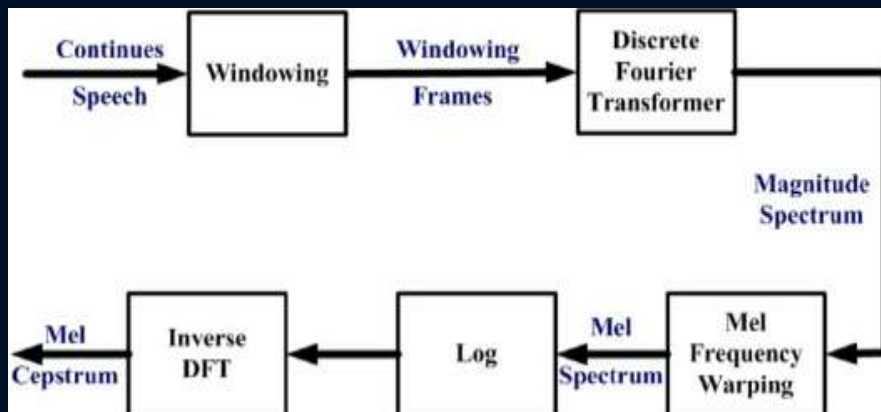 Continues
Speech
Windowing
Windowing
Frames
Discrete
Fourier
Transformer
Magnitude
Spectrum
Mel
Frequency
Warping
Mel
Spectrum
Log
Inverse
DFT
Mel
Cepstrum